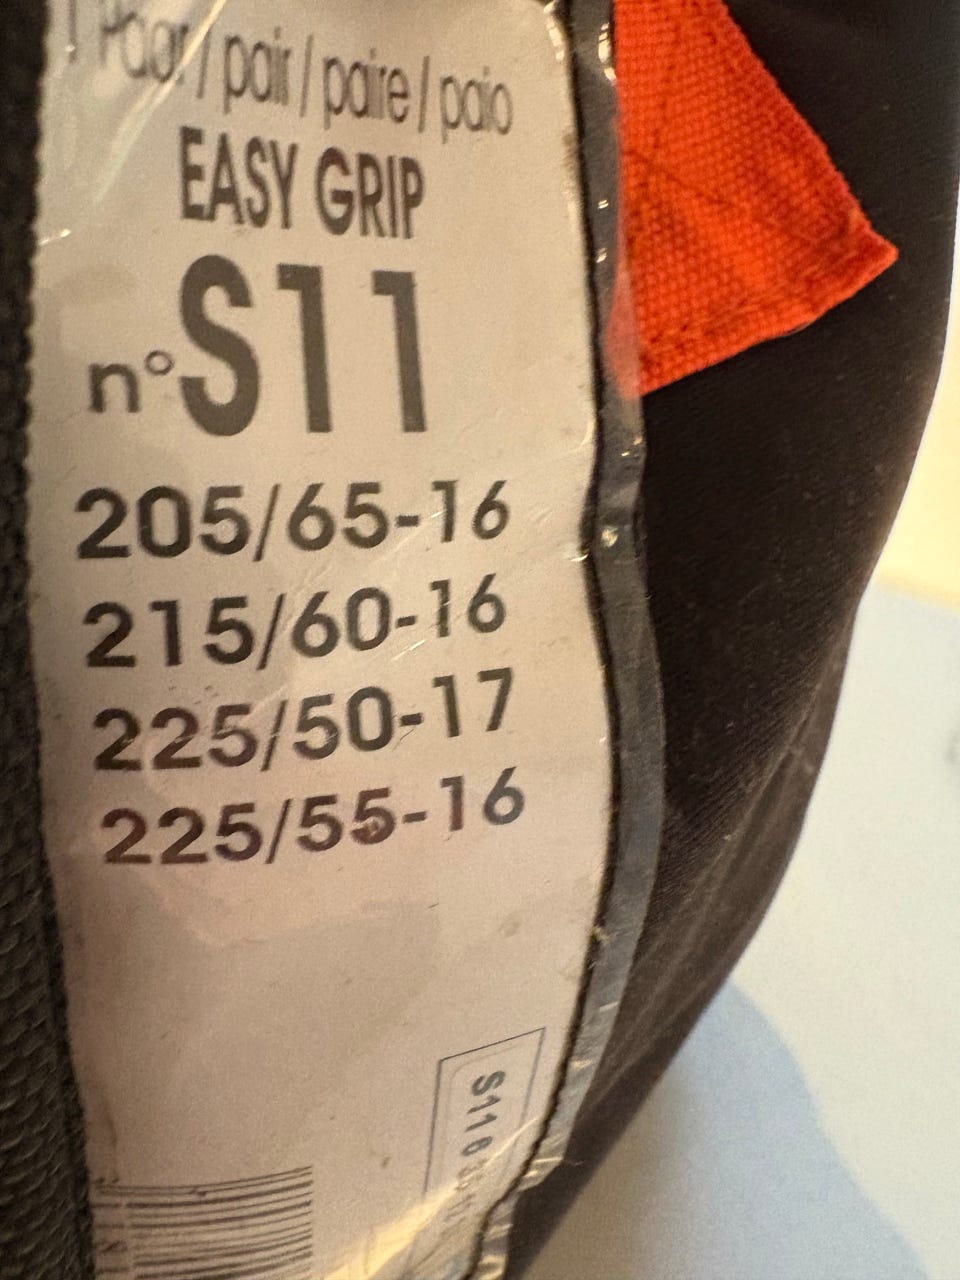 1 Paar / pair / paire / paio
EASY GRIP
n° S11
205/65-16
215/60-16
225/50-17
225/55-16
S11